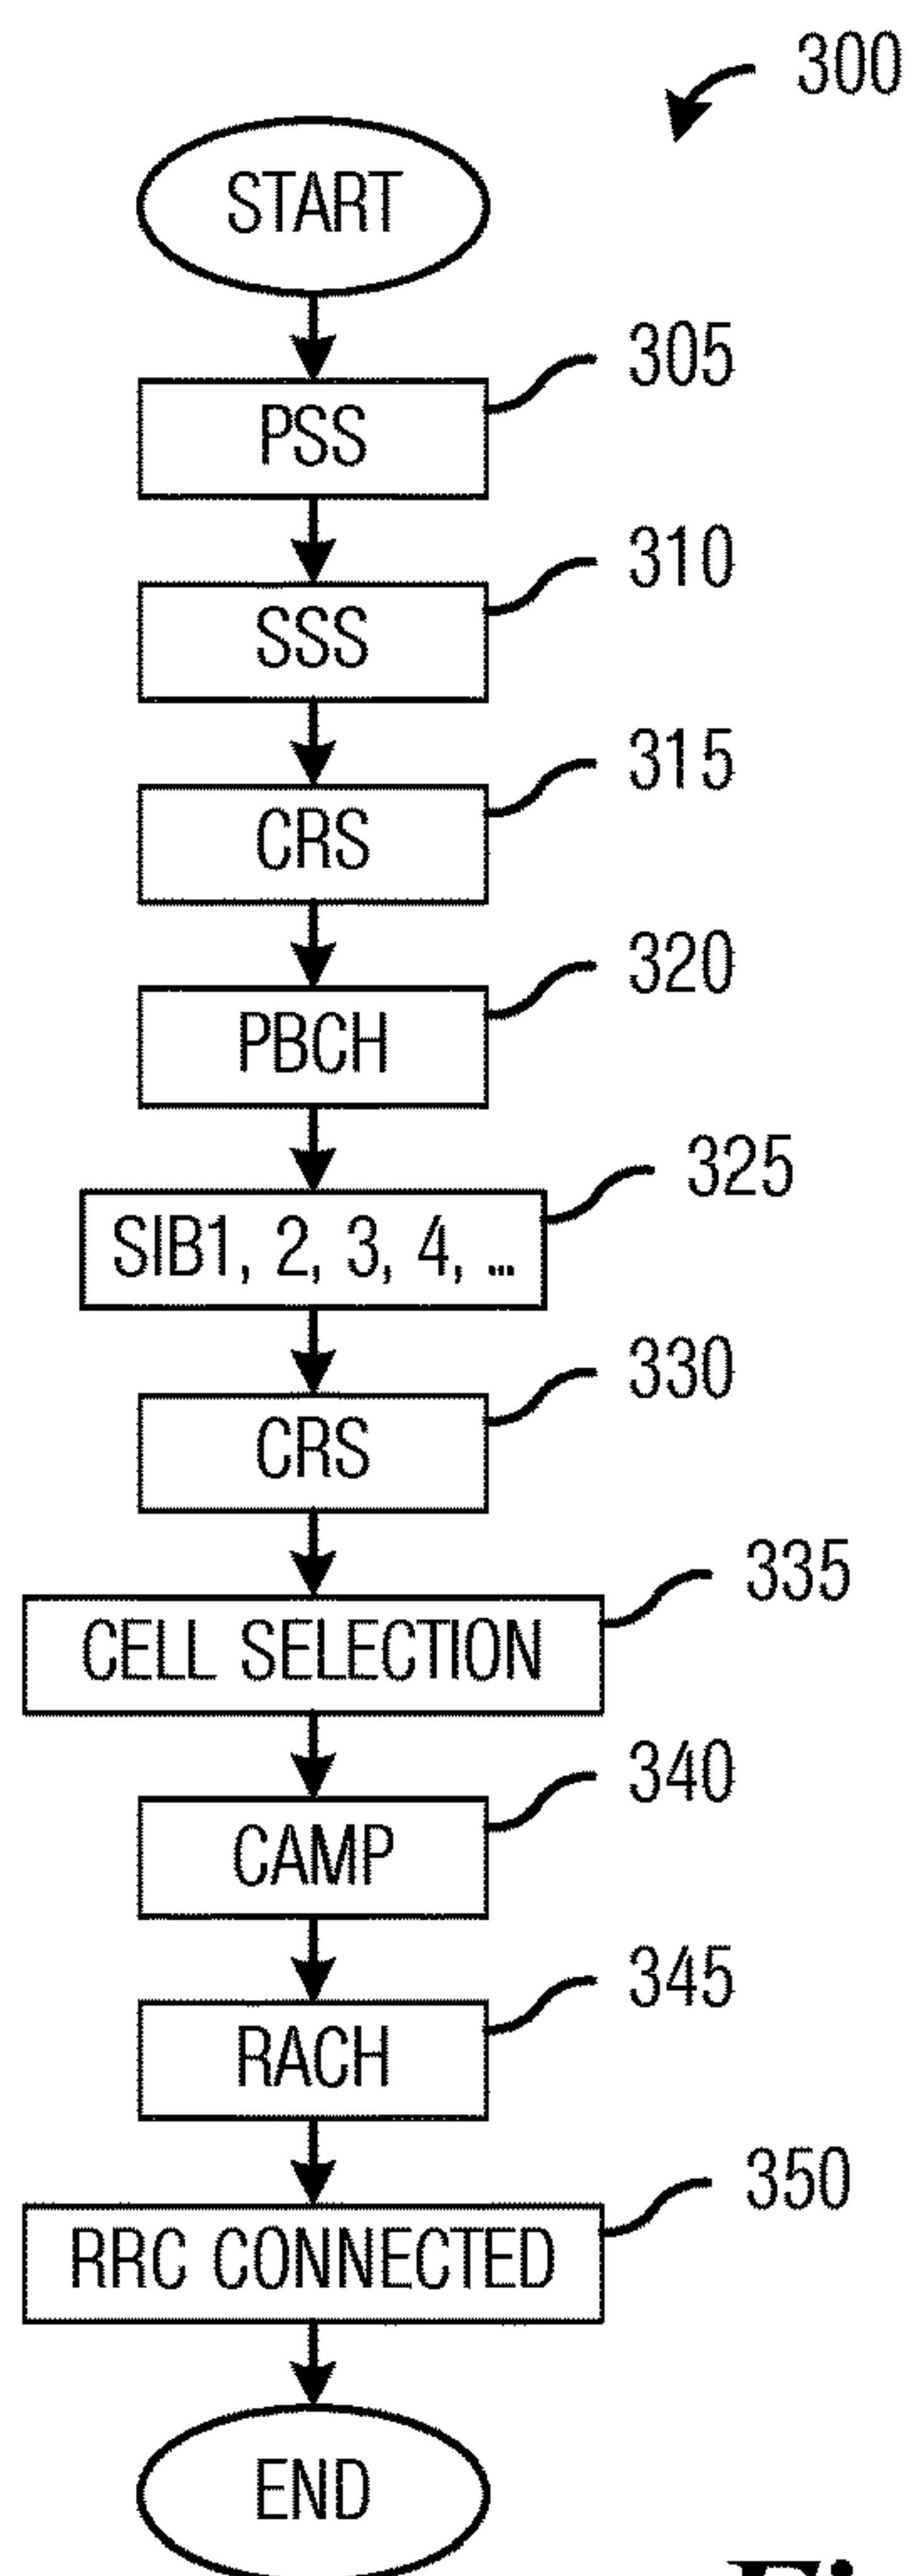 300
START
305
PSS
310
SSS
315
CRS
320
PBCH
325
SIB1, 2, 3, 4, ...
330
CRS
335
CELL SELECTION
340
CAMP
345
RACH
350
RRC CONNECTED
END